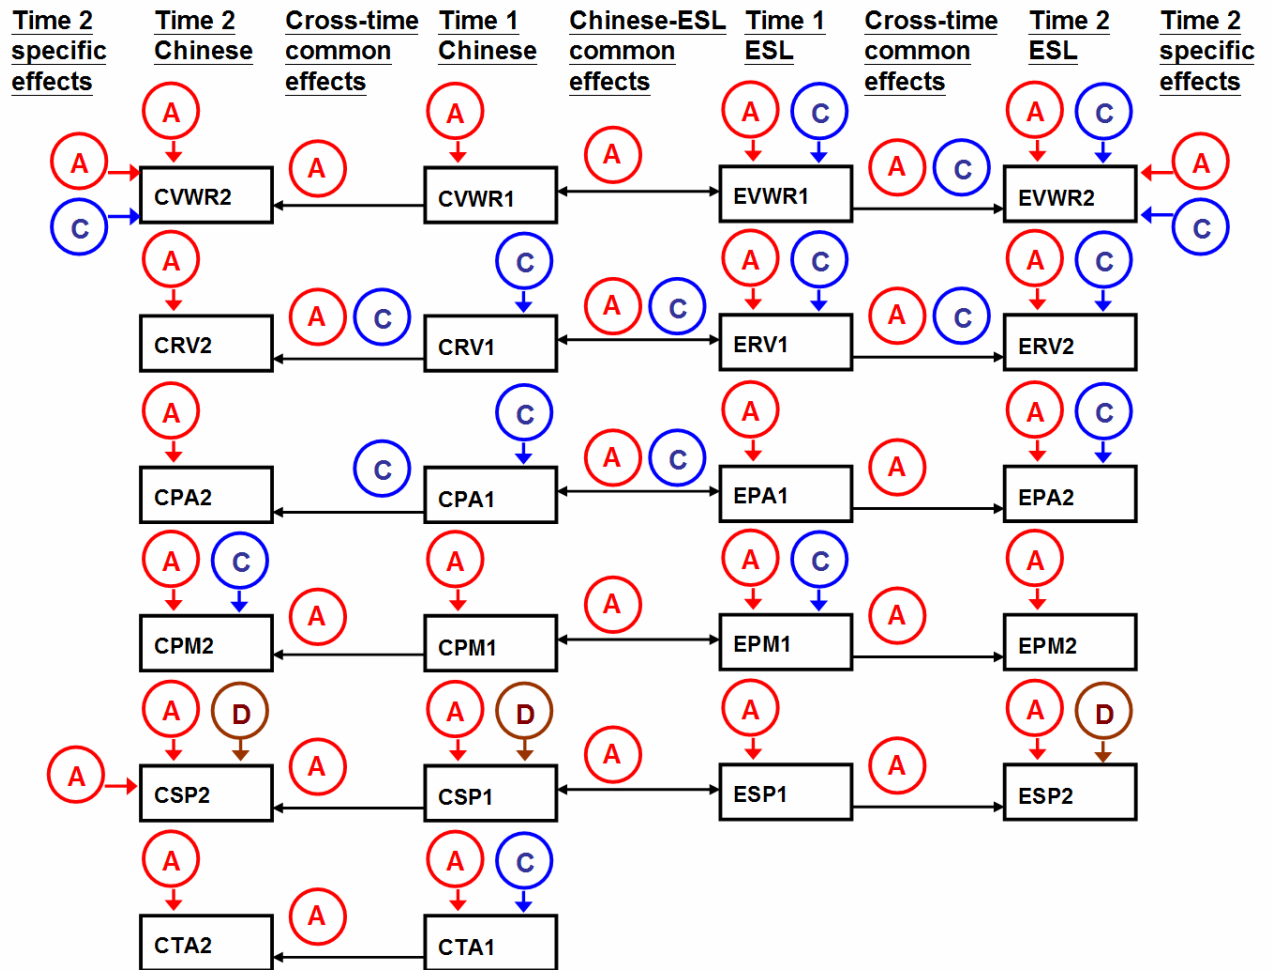 Time 2 specific effects
Time 2 Chinese
Cross-time common effects
Time 1 Chinese
Chinese-ESL common effects
Time 1 ESL
Cross-time common effects
Time 2 ESL
Time 2 specific effects
A A A C A C
A A A A C A
CVWR2 CVWR1 EVWR1 EVWR2
C C
A C A C A C
A C A C A C
CRV2 CRV1 ERV1 ERV2
A C A A C
C A C A
CPA2 CPA1 EPA1 EPA2
A C A A C A
A A A
CPM2 CPM1 EPM1 EPM2
A D A D A A D
A A A A
CSP2 CSP1 ESP1 ESP2
A A C
A
CTA2 CTA1